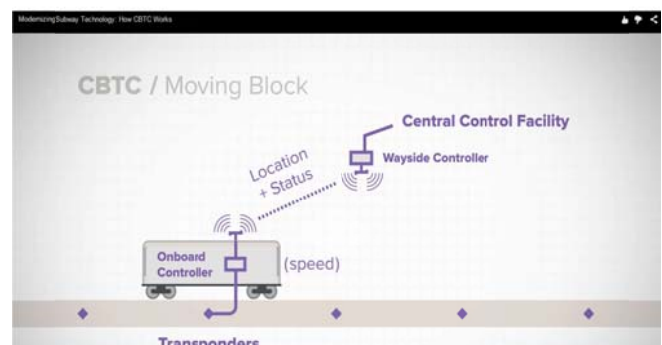 Modernizing Subway Technology: How CBTC Works
CBTC / Moving Block
Central Control Facility
Wayside Controller
Location
+ Status
Onboard
Controller
(speed)
Transponders